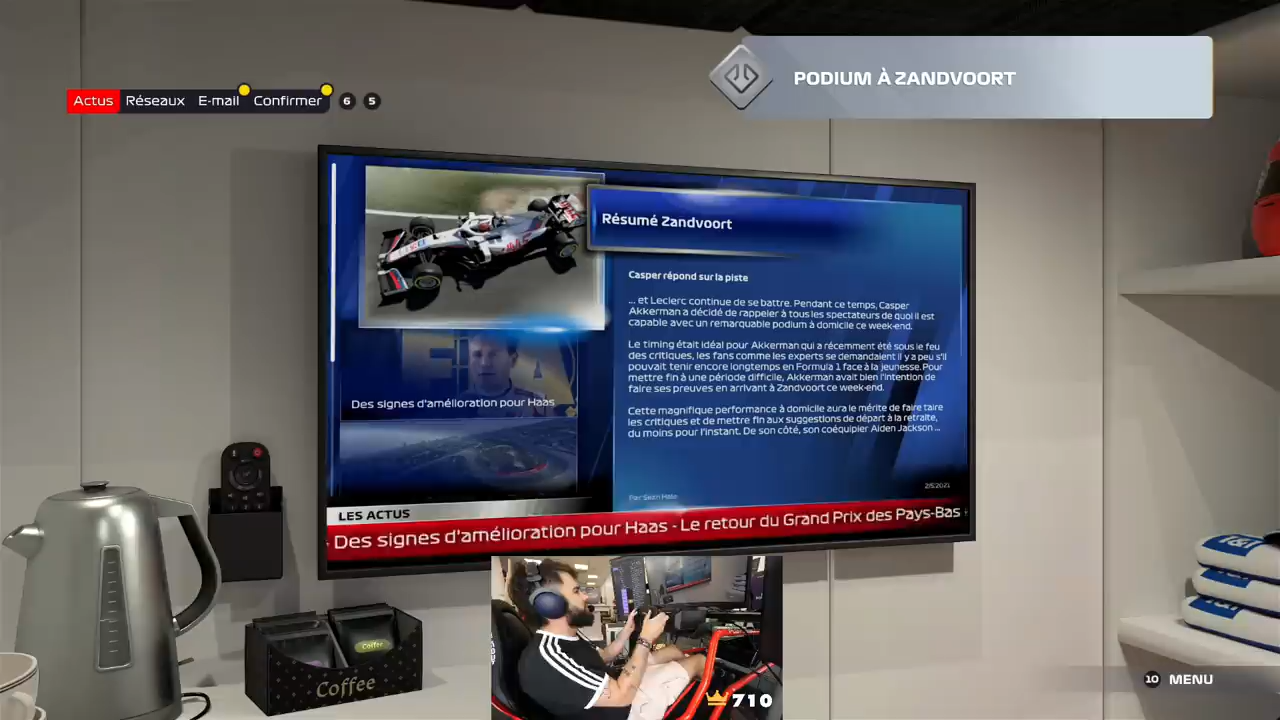 PODIUM À ZANDVOORT
Actus Réseaux E-mail Confirmer 6 5
Résumé Zandvoort
Casper répond sur la piste
... et Leclerc continue de se battre. Pendant ce temps, Casper
Akkerman a décidé de rappeler à tous les spectateurs de quoi il est
capable avec un remarquable podium à domicile ce week-end.
Le timing était idéal pour Akkerman qui a récemment été sous le feu
des critiques, les fans comme les experts se demandaient il y a peu s'il
pouvait tenir encore longtemps en Formula 1 face à la jeunesse. Pour
mettre fin à une période difficile, Akkerman avait bien l'intention de
faire ses preuves en arrivant à Zandvoort ce week-end.
Cette magnifique performance à domicile aura le mérite de faire taire
les critiques et de mettre fin aux suggestions de départ à la retraite,
du moins pour l'instant. De son côté, son coéquipier Aiden Jackson ...
Des signes d'amélioration pour Haas
2/5/2021
LES ACTUS
Des signes d'amélioration pour Haas - Le retour du Grand Prix des Pays-Bas
Coffee
Coffee
710
10 MENU